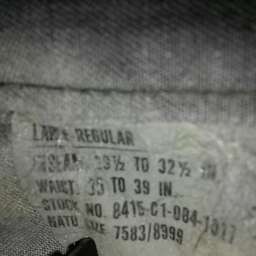 LARGE REGULAR
INSEAM: 29½ TO 32½ IN
WAIST: 35 TO 39 IN.
STOCK NO. 8415-C1-084-1017
NATO SIZE 7583/8999